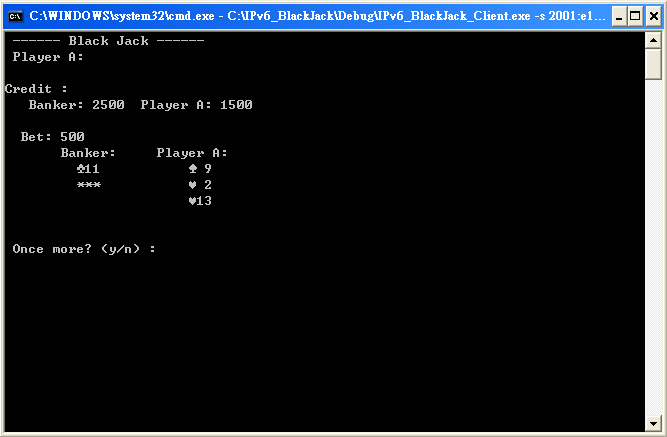 C:\WINDOWS\system32\cmd.exe - C:\IPv6_BlackJack\Debug\IPv6_BlackJack_Client.exe -s 2001:e1...
------ Black Jack ------
Player A:
Credit :
Banker: 2500 Player A: 1500
Bet: 500
Banker: Player A:
♣11 ♠ 9
*** ♥ 2
♥13
Once more? (y/n) :